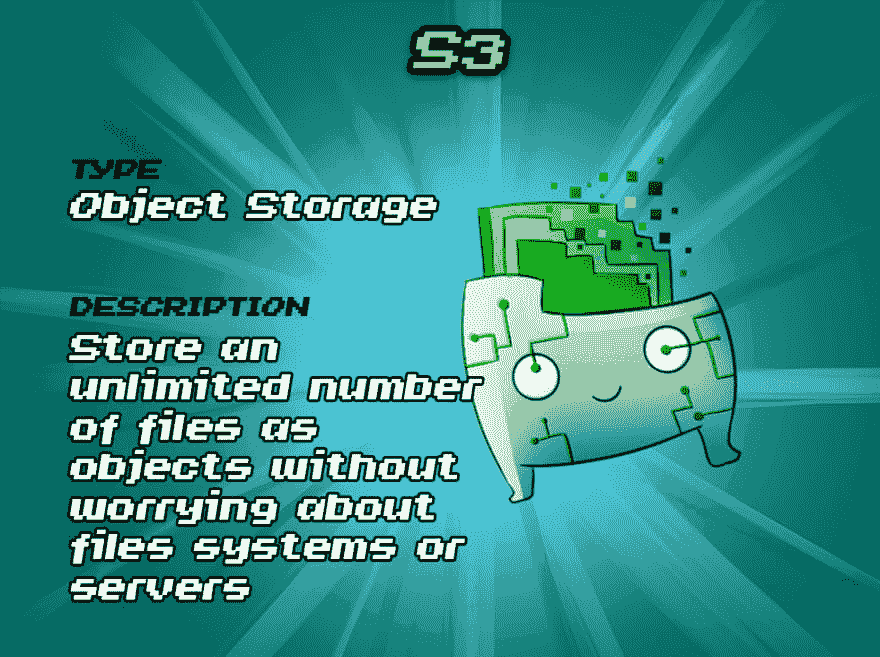 S3
TYPE
Object Storage
DESCRIPTION
Store an
unlimited number
of files as
objects without
worrying about
files systems or
servers